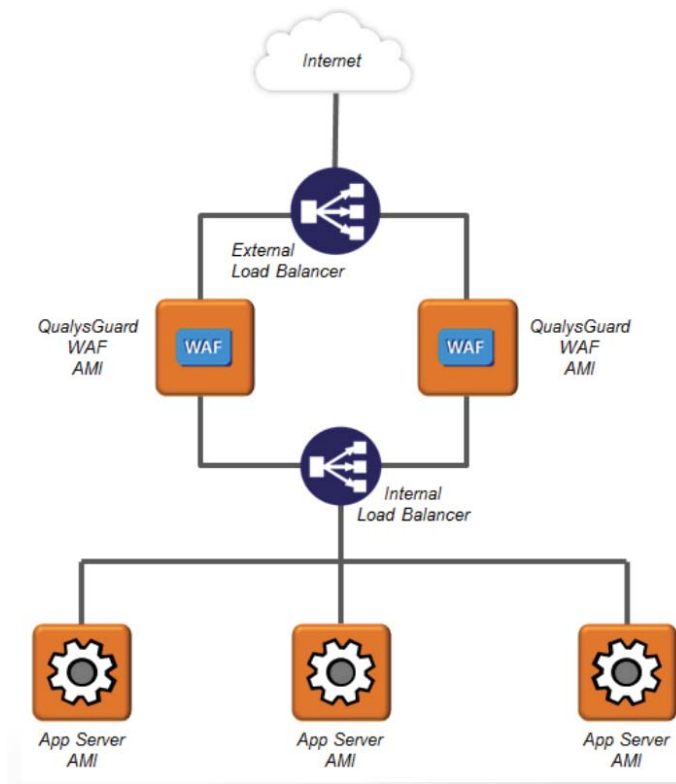 Internet
External
Load Balancer
QualysGuard
WAF
AMI
WAF
WAF
QualysGuard
WAF
AMI
Internal
Load Balancer
App Server
AMI
App Server
AMI
App Server
AMI